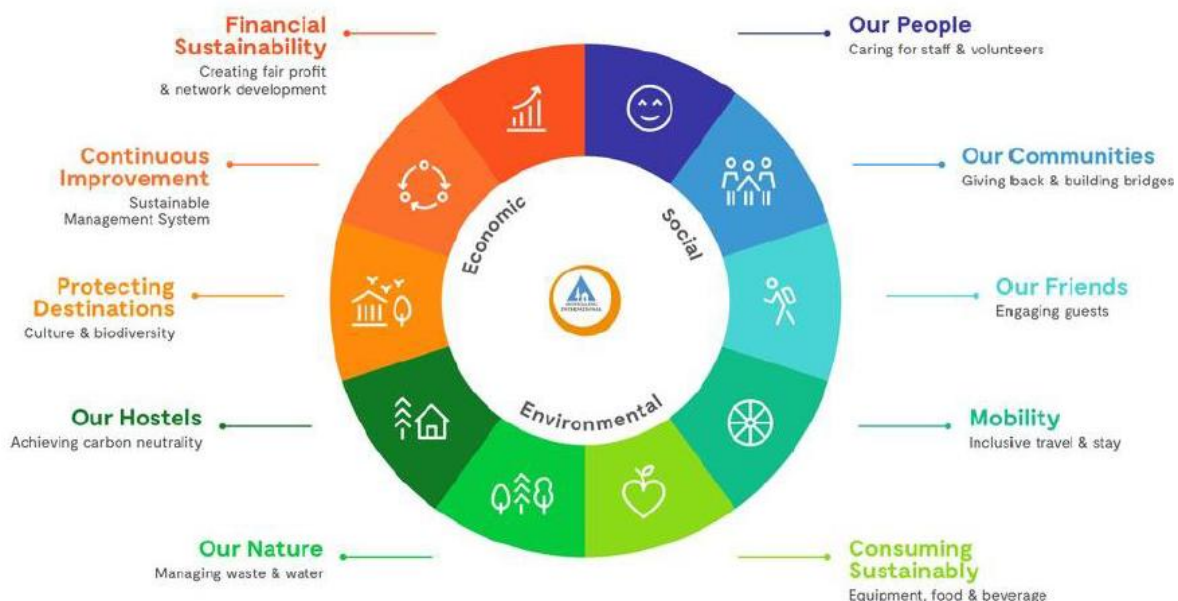 Financial
Sustainability
Creating fair profit
& network development
Our People
Caring for staff & volunteers
Continuous
Improvement
Sustainable
Management System
Our Communities
Giving back & building bridges
Economic
Social
Protecting
Destinations
Culture & biodiversity
Our Friends
Engaging guests
INTERNATIONAL
Our Hostels
Achieving carbon neutrality
Environmental
Mobility
Inclusive travel & stay
Our Nature
Managing waste & water
Consuming
Sustainably
Equipment, food & beverage